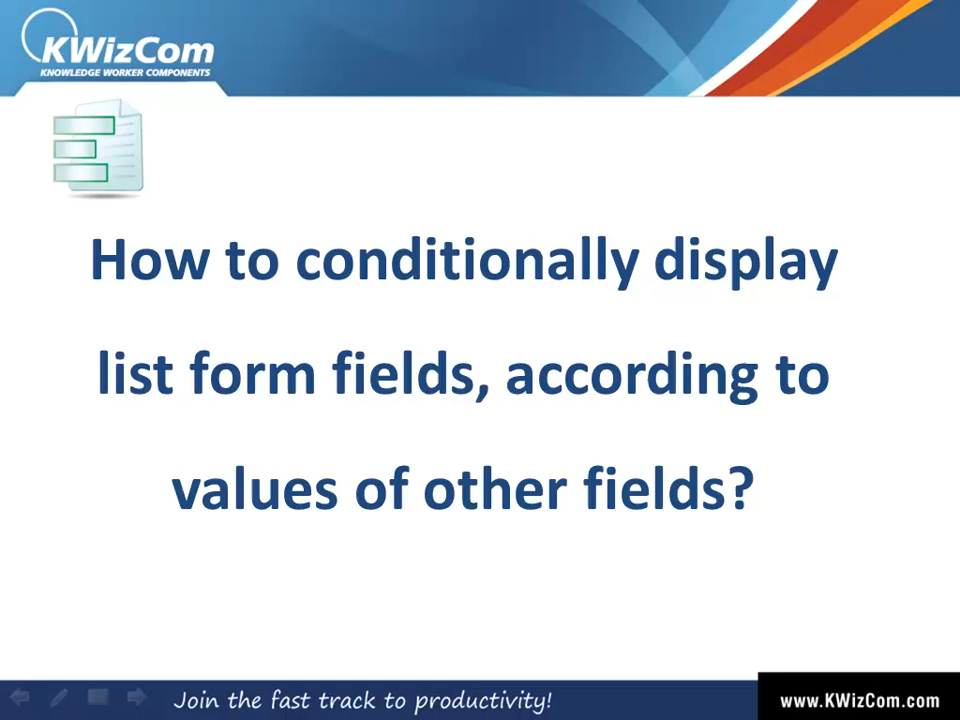 KWizCom
KNOWLEDGE WORKER COMPONENTS
How to conditionally display
list form fields, according to
values of other fields?
Join the fast track to productivity!
www.KWizCom.com